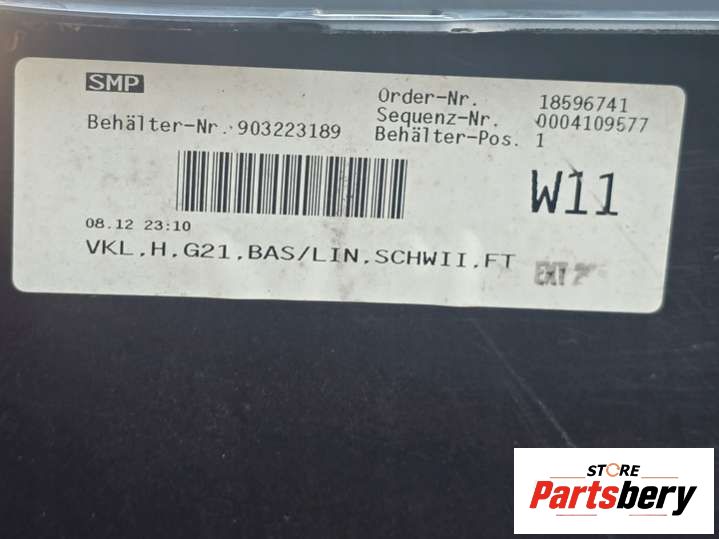 SMP
Order-Nr. 18596741
Sequenz-Nr. 0004109577
Behälter-Nr. 903223189
Behälter-Pos. 1
W11
08.12 23:10
VKL,H,G21,BAS/LIN,SCHWII,FT
EXT
STORE
Partsbery